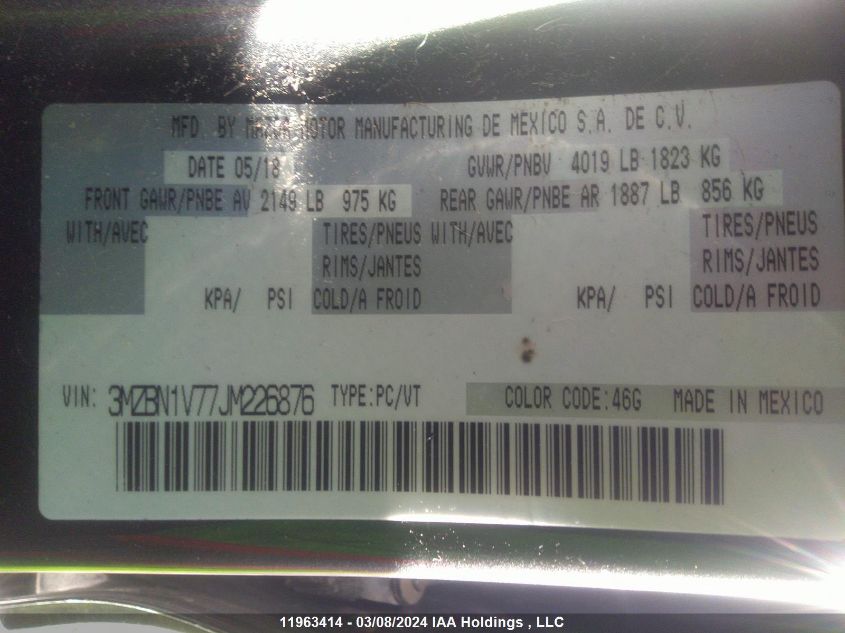 MFD. BY MAZDA MOTOR MANUFACTURING DE MEXICO S.A. DE C.V.
DATE 05/18 GVWR/PNBV 4019 LB 1823 KG
FRONT GAWR/PNBE AV 2149 LB 975 KG REAR GAWR/PNBE AR 1887 LB 856 KG
WITH/AVEC TIRES/PNEUS WITH/AVEC TIRES/PNEUS
RIMS/JANTES RIMS/JANTES
KPA/ PSI COLD/A FROID KPA/ PSI COLD/A FROID
VIN: 3MZBN1V77JM226876 TYPE:PC/VT COLOR CODE:46G MADE IN MEXICO
11963414 - 03/08/2024 IAA Holdings , LLC